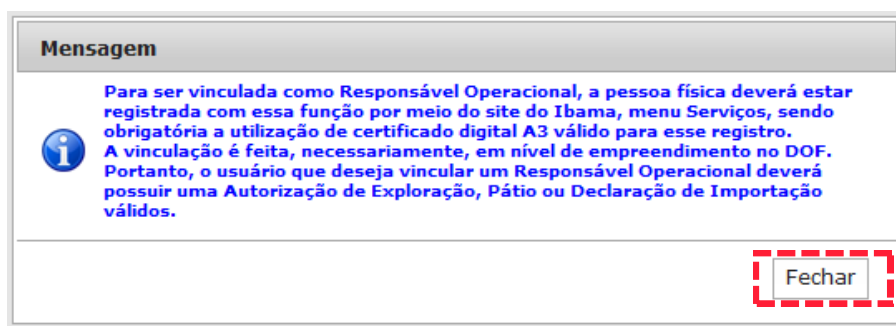 Mensagem
Para ser vinculada como Responsável Operacional, a pessoa física deverá estar
registrada com essa função por meio do site do Ibama, menu Serviços, sendo
obrigatória a utilização de certificado digital A3 válido para esse registro.
A vinculação é feita, necessariamente, em nível de empreendimento no DOF.
Portanto, o usuário que deseja vincular um Responsável Operacional deverá
possuir uma Autorização de Exploração, Pátio ou Declaração de Importação
válidos.
Fechar